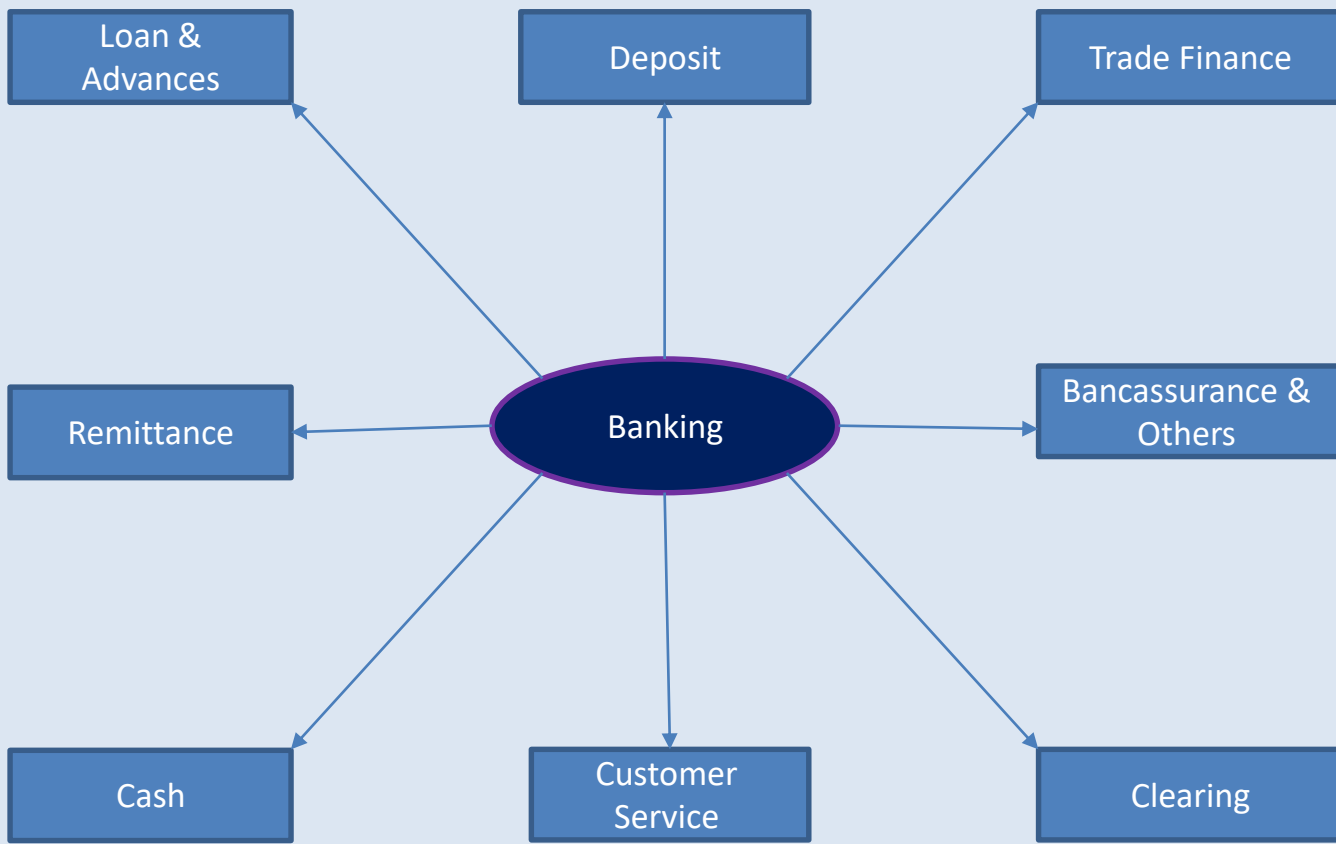 Loan &
Advances
Deposit
Trade Finance
Remittance
Banking
Bancassurance &
Others
Cash
Customer
Service
Clearing